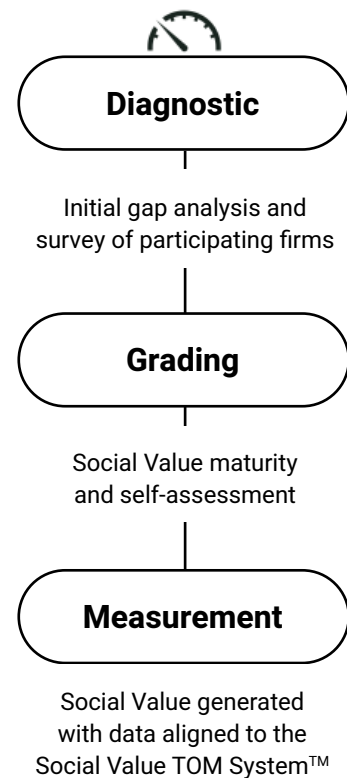 Diagnostic
Initial gap analysis and
survey of participating firms
Grading
Social Value maturity
and self-assessment
Measurement
Social Value generated
with data aligned to the
Social Value TOM System™